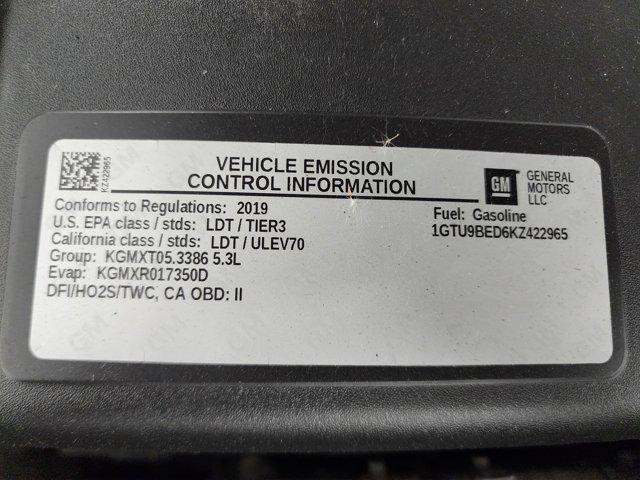 KZ422965
VEHICLE EMISSION
CONTROL INFORMATION
GM
GENERAL
MOTORS
LLC
Conforms to Regulations: 2019
U.S. EPA class / stds: LDT / TIER3
California class / stds: LDT / ULEV70
Group: KGMXT05.3386 5.3L
Evap: KGMXR017350D
DFI/HO2S/TWC, CA OBD: II
Fuel: Gasoline
1GTU9BED6KZ422965